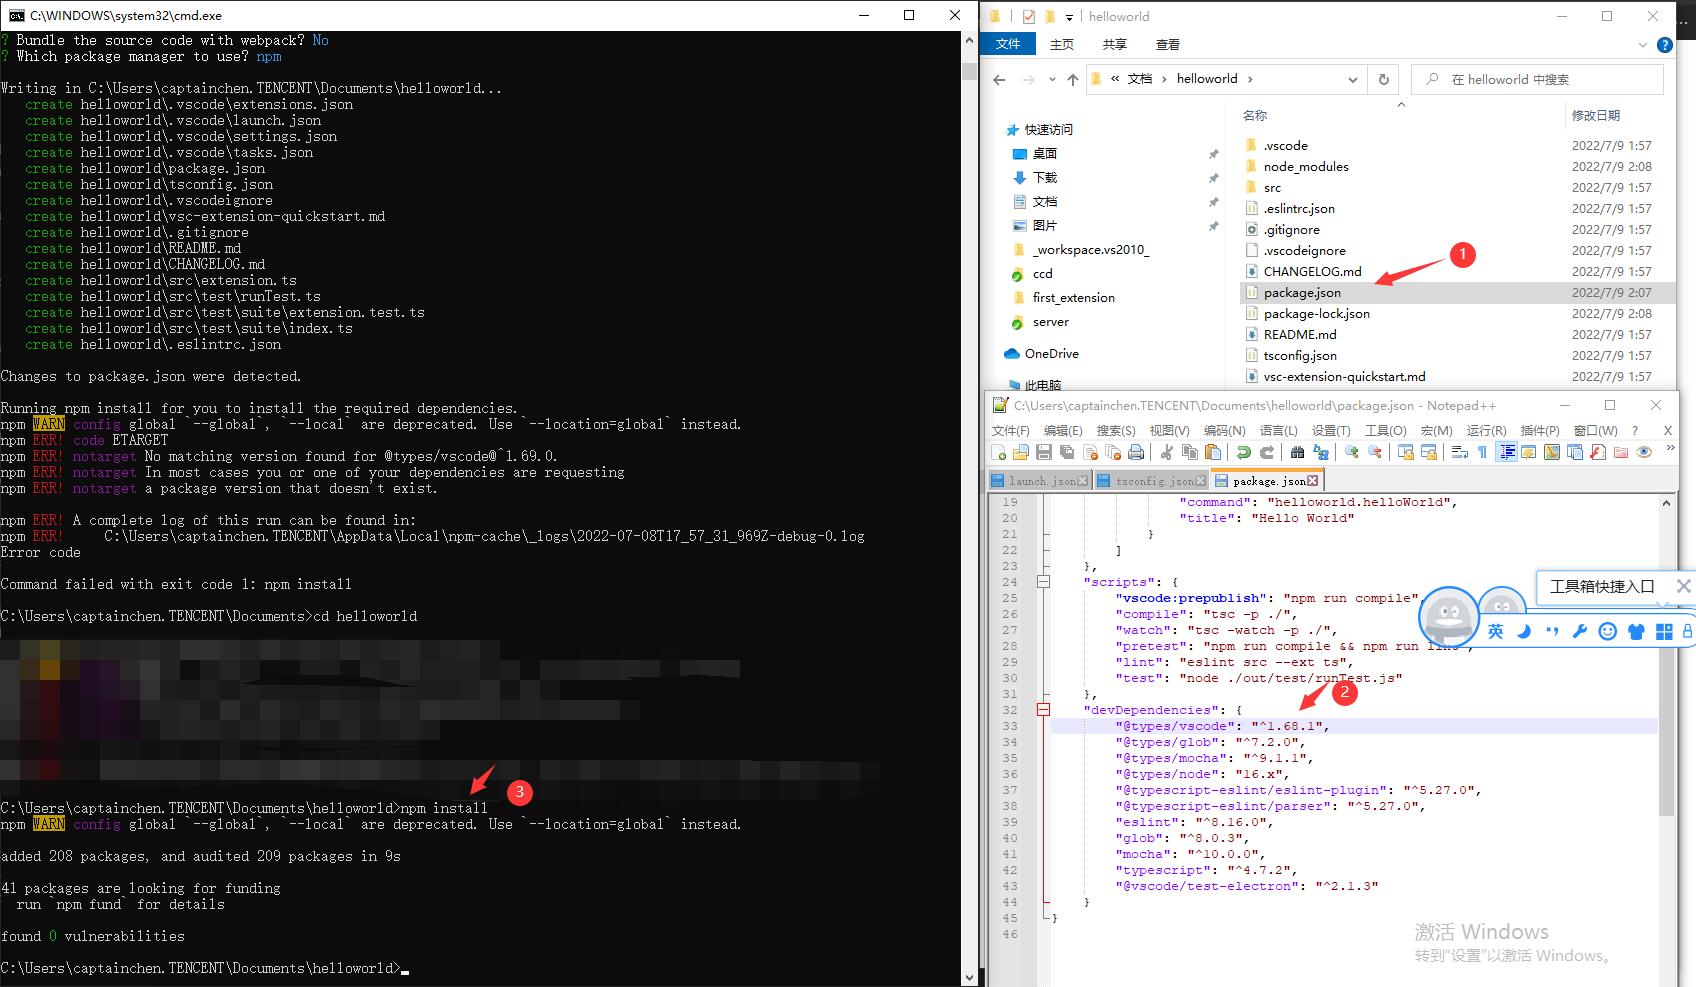 C:\WINDOWS\system32\cmd.exe
? Bundle the source code with webpack? No
? Which package manager to use? npm
Writing in C:\Users\captainchen.TENCENT\Documents\helloworld...
create helloworld\.vscode\extensions.json
create helloworld\.vscode\launch.json
create helloworld\.vscode\settings.json
create helloworld\.vscode\tasks.json
create helloworld\package.json
create helloworld\tsconfig.json
create helloworld\.vscodeignore
create helloworld\vsc-extension-quickstart.md
create helloworld\.gitignore
create helloworld\README.md
create helloworld\CHANGELOG.md
create helloworld\src\extension.ts
create helloworld\src\test\runTest.ts
create helloworld\src\test\suite\extension.test.ts
create helloworld\src\test\suite\index.ts
create helloworld\.eslintrc.json
Changes to package.json were detected.
Running npm install for you to install the required dependencies.
npm WARN config global `--global`, `--local` are deprecated. Use `--location=global` instead.
npm ERR! code ETARGET
npm ERR! notarget No matching version found for @types/vscode@^1.69.0.
npm ERR! notarget In most cases you or one of your dependencies are requesting
npm ERR! notarget a package version that doesn't exist.
npm ERR! A complete log of this run can be found in:
npm ERR!     C:\Users\captainchen.TENCENT\AppData\Local\npm-cache\_logs\2022-07-08T17_57_31_969Z-debug-0.log
Error code
Command failed with exit code 1: npm install
C:\Users\captainchen.TENCENT\Documents>cd helloworld
3
C:\Users\captainchen.TENCENT\Documents\helloworld>npm install
npm WARN config global `--global`, `--local` are deprecated. Use `--location=global` instead.
added 208 packages, and audited 209 packages in 9s
41 packages are looking for funding
run `npm fund` for details
found 0 vulnerabilities
C:\Users\captainchen.TENCENT\Documents\helloworld>
helloworld
文件 主页 共享 查看
« 文档 > helloworld >
在 helloworld 中搜索
快速访问
桌面
下载
文档
图片
_workspace.vs2010_
ccd
first_extension
server
OneDrive
此电脑
名称 修改日期
.vscode 2022/7/9 1:57
node_modules 2022/7/9 2:08
src 2022/7/9 1:57
.eslintrc.json 2022/7/9 1:57
.gitignore 2022/7/9 1:57
.vscodeignore 2022/7/9 1:57
1
CHANGELOG.md 2022/7/9 1:57
package.json 2022/7/9 2:07
package-lock.json 2022/7/9 2:08
README.md 2022/7/9 1:57
tsconfig.json 2022/7/9 1:57
vsc-extension-quickstart.md 2022/7/9 1:57
C:\Users\captainchen.TENCENT\Documents\helloworld\package.json - Notepad++
文件(F) 编辑(E) 搜索(S) 视图(V) 编码(N) 语言(L) 设置(T) 工具(O) 宏(M) 运行(R) 插件(P) 窗口(W) ? X
launch.json tsconfig.json package.json
19 "command": "helloworld.helloWorld",
20 "title": "Hello World"
21 }
22 ]
23 },
24 "scripts": {
25 "vscode:prepublish": "npm run compile",
26 "compile": "tsc -p ./",
27 "watch": "tsc -watch -p ./",
28 "pretest": "npm run compile && npm run lint",
29 "lint": "eslint src --ext ts",
30 "test": "node ./out/test/runTest.js"
31 },
2
32 "devDependencies": {
33 "@types/vscode": "^1.68.1",
34 "@types/glob": "^7.2.0",
35 "@types/mocha": "^9.1.1",
36 "@types/node": "16.x",
37 "@typescript-eslint/eslint-plugin": "^5.27.0",
38 "@typescript-eslint/parser": "^5.27.0",
39 "eslint": "^8.16.0",
40 "glob": "^8.0.3",
41 "mocha": "^10.0.0",
42 "typescript": "^4.7.2",
43 "@vscode/test-electron": "^2.1.3"
44 }
45 }
46
工具箱快捷入口
英
激活 Windows
转到"设置"以激活 Windows。